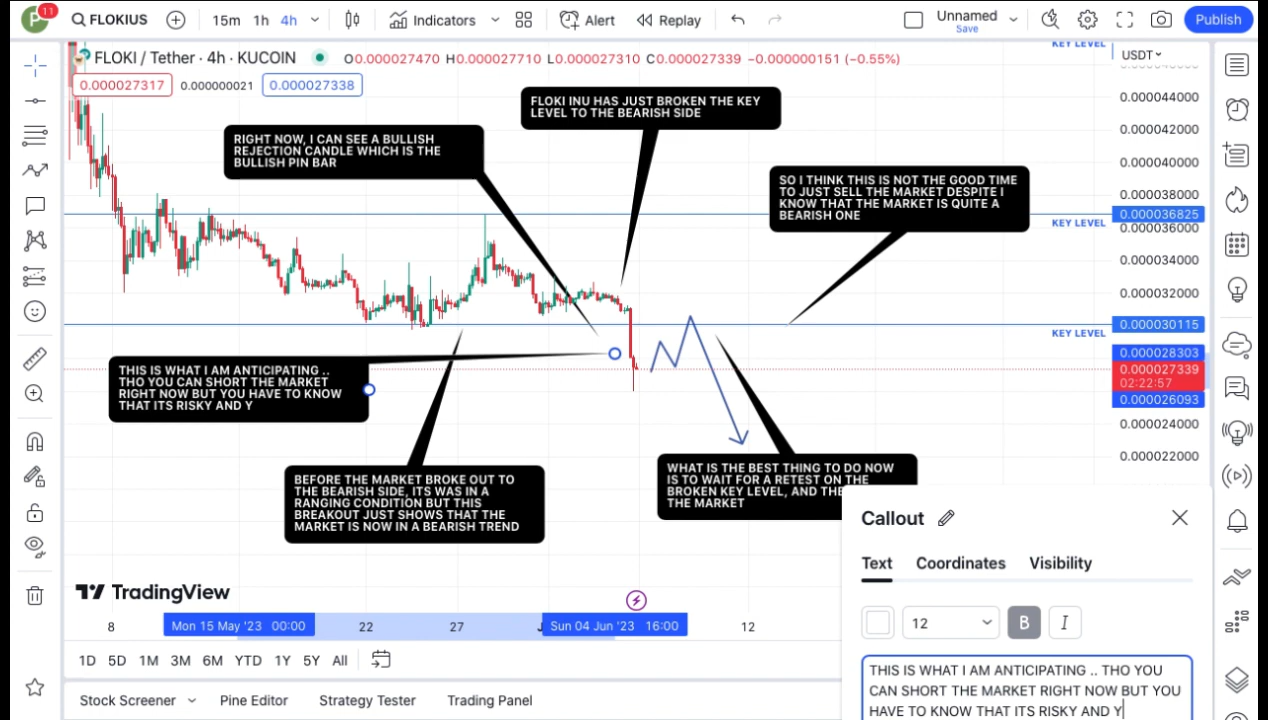 11
FLOKIUS
15m 1h 4h
Indicators
Alert
Replay
Unnamed
Save
Publish
FLOKI / Tether · 4h · KUCOIN
O0.000027470 H0.000027710 L0.000027310 C0.000027339 −0.000000151 (−0.55%)
KEY LEVEL
USDT
0.000027317
0.000000021
0.000027338
0.000044000
0.000042000
0.000040000
0.000038000
0.000036825
0.000036000
0.000034000
0.000032000
0.000030115
0.000028303
0.000027339
02:22:57
0.000026093
0.000024000
0.000022000
KEY LEVEL
KEY LEVEL
FLOKI INU HAS JUST BROKEN THE KEY
LEVEL TO THE BEARISH SIDE
RIGHT NOW, I CAN SEE A BULLISH
REJECTION CANDLE WHICH IS THE
BULLISH PIN BAR
SO I THINK THIS IS NOT THE GOOD TIME
TO JUST SELL THE MARKET DESPITE I
KNOW THAT THE MARKET IS QUITE A
BEARISH ONE
THIS IS WHAT I AM ANTICIPATING ..
THO YOU CAN SHORT THE MARKET
RIGHT NOW BUT YOU HAVE TO KNOW
THAT ITS RISKY AND Y
BEFORE THE MARKET BROKE OUT TO
THE BEARISH SIDE, ITS WAS IN A
RANGING CONDITION BUT THIS
BREAKOUT JUST SHOWS THAT THE
MARKET IS NOW IN A BEARISH TREND
WHAT IS THE BEST THING TO DO NOW
IS TO WAIT FOR A RETEST ON THE
BROKEN KEY LEVEL, AND
THE MARKET
TradingView
8
Mon 15 May '23 00:00
22
27
Sun 04 Jun '23 16:00
12
1D 5D 1M 3M 6M YTD 1Y 5Y All
Stock Screener
Pine Editor
Strategy Tester
Trading Panel
Callout
Text Coordinates Visibility
12
B
I
THIS IS WHAT I AM ANTICIPATING .. THO YOU
CAN SHORT THE MARKET RIGHT NOW BUT YOU
HAVE TO KNOW THAT ITS RISKY AND Y